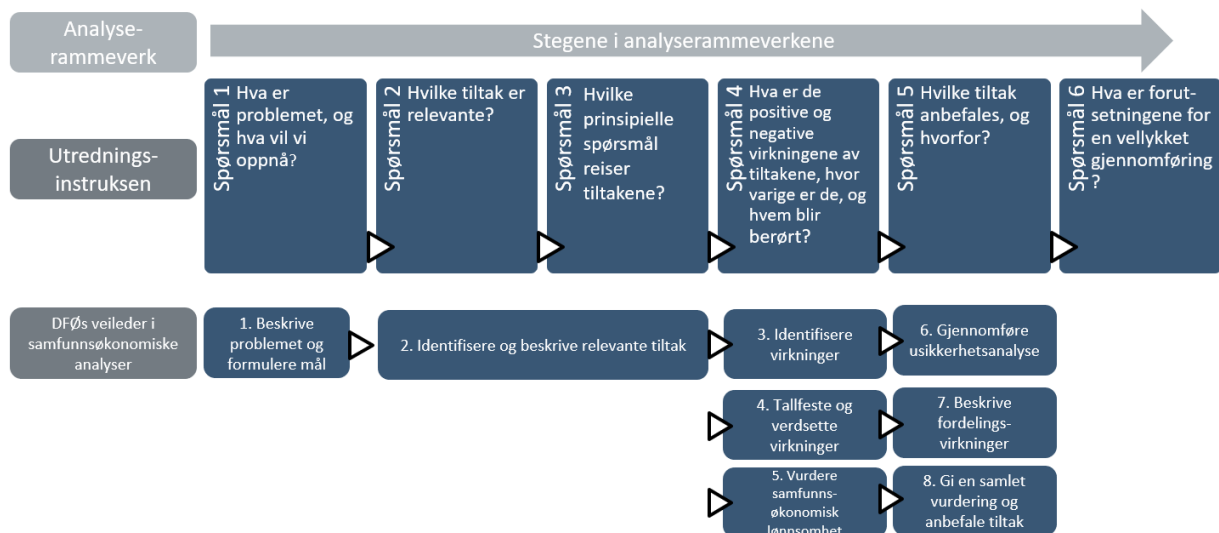 Analyse-
rammeverk
Stegene i analyserammeverkene
Utrednings-
instruksen
Spørsmål 1
Hva er
problemet, og
hva vil vi
oppnå?
Spørsmål 2
Hvilke tiltak er
relevante?
Spørsmål 3
Hvilke
prinsipielle
spørsmål
reiser
tiltakene?
Spørsmål 4
Hva er de
positive og
negative
virkningene av
tiltakene, hvor
varige er de, og
hvem blir
berørt?
Spørsmål 5
Hvilke tiltak
anbefales, og
hvorfor?
Spørsmål 6
Hva er forut-
setningene for
en vellykket
gjennomføring
?
DFØs veileder i
samfunnsøkonomiske
analyser
1. Beskrive
problemet og
formulere mål
2. Identifisere og beskrive relevante tiltak
3. Identifisere
virkninger
6. Gjennomføre
usikkerhetsanalyse
4. Tallfeste og
verdsette
virkninger
7. Beskrive
fordelings-
virkninger
5. Vurdere
samfunns-
økonomisk
lønnsomhet
8. Gi en samlet
vurdering og
anbefale tiltak